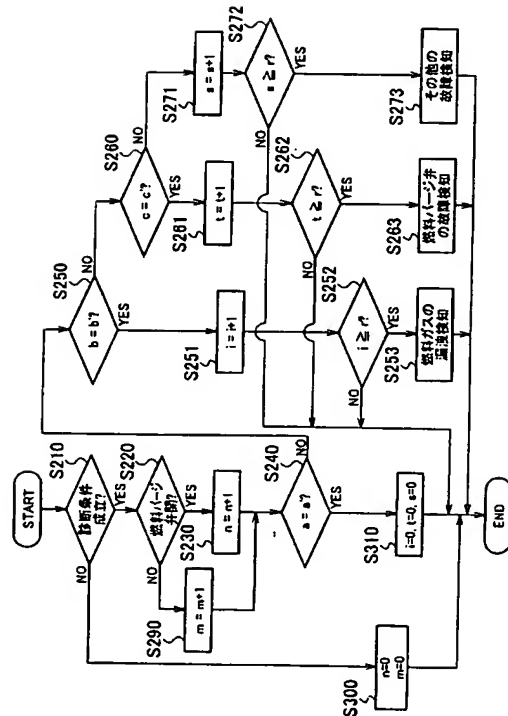 START
S210
診断条件
成立?
NO
YES
S220
燃料パージ
弁開?
NO
YES
S230
n = n+1
S290
m = m+1
S240
a = a'?
NO
YES
S310
i=0, t=0, s=0
S300
n=0
m=0
S250
b = b'?
NO
YES
S251
i = i+1
S252
i ≧ r?
NO
YES
S253
燃料ガスの
漏洩検知
S260
c = c'?
NO
YES
S261
t = t+1
S262
t ≧ r?
NO
YES
S263
燃料パージ弁
の故障検知
S271
s = s+1
S272
s ≧ r?
NO
YES
S273
その他の
故障検知
END